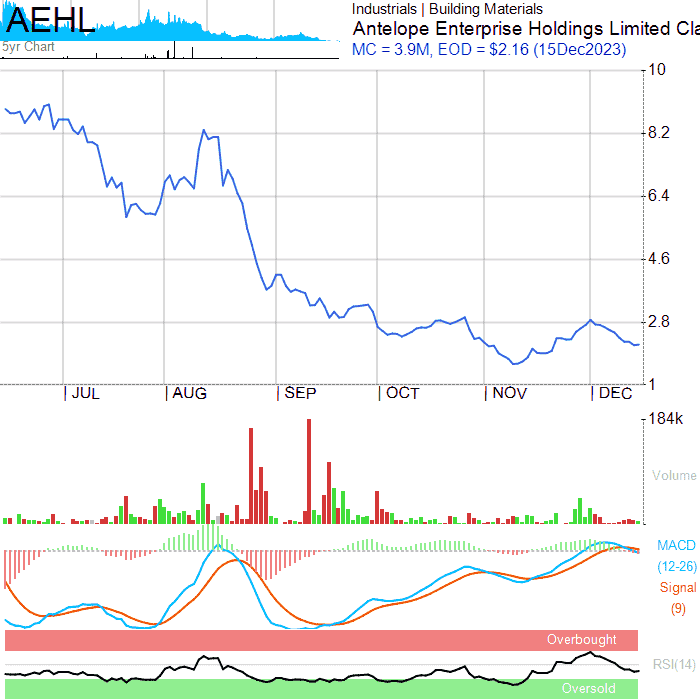 AEHL
5yr Chart
Industrials | Building Materials
Antelope Enterprise Holdings Limited Cla
MC = 3.9M, EOD = $2.16 (15Dec2023)
10
8.2
6.4
4.6
2.8
1
JUL AUG SEP OCT NOV DEC
184k
Volume
MACD
(12-26)
Signal
(9)
Overbought
RSI(14)
Oversold